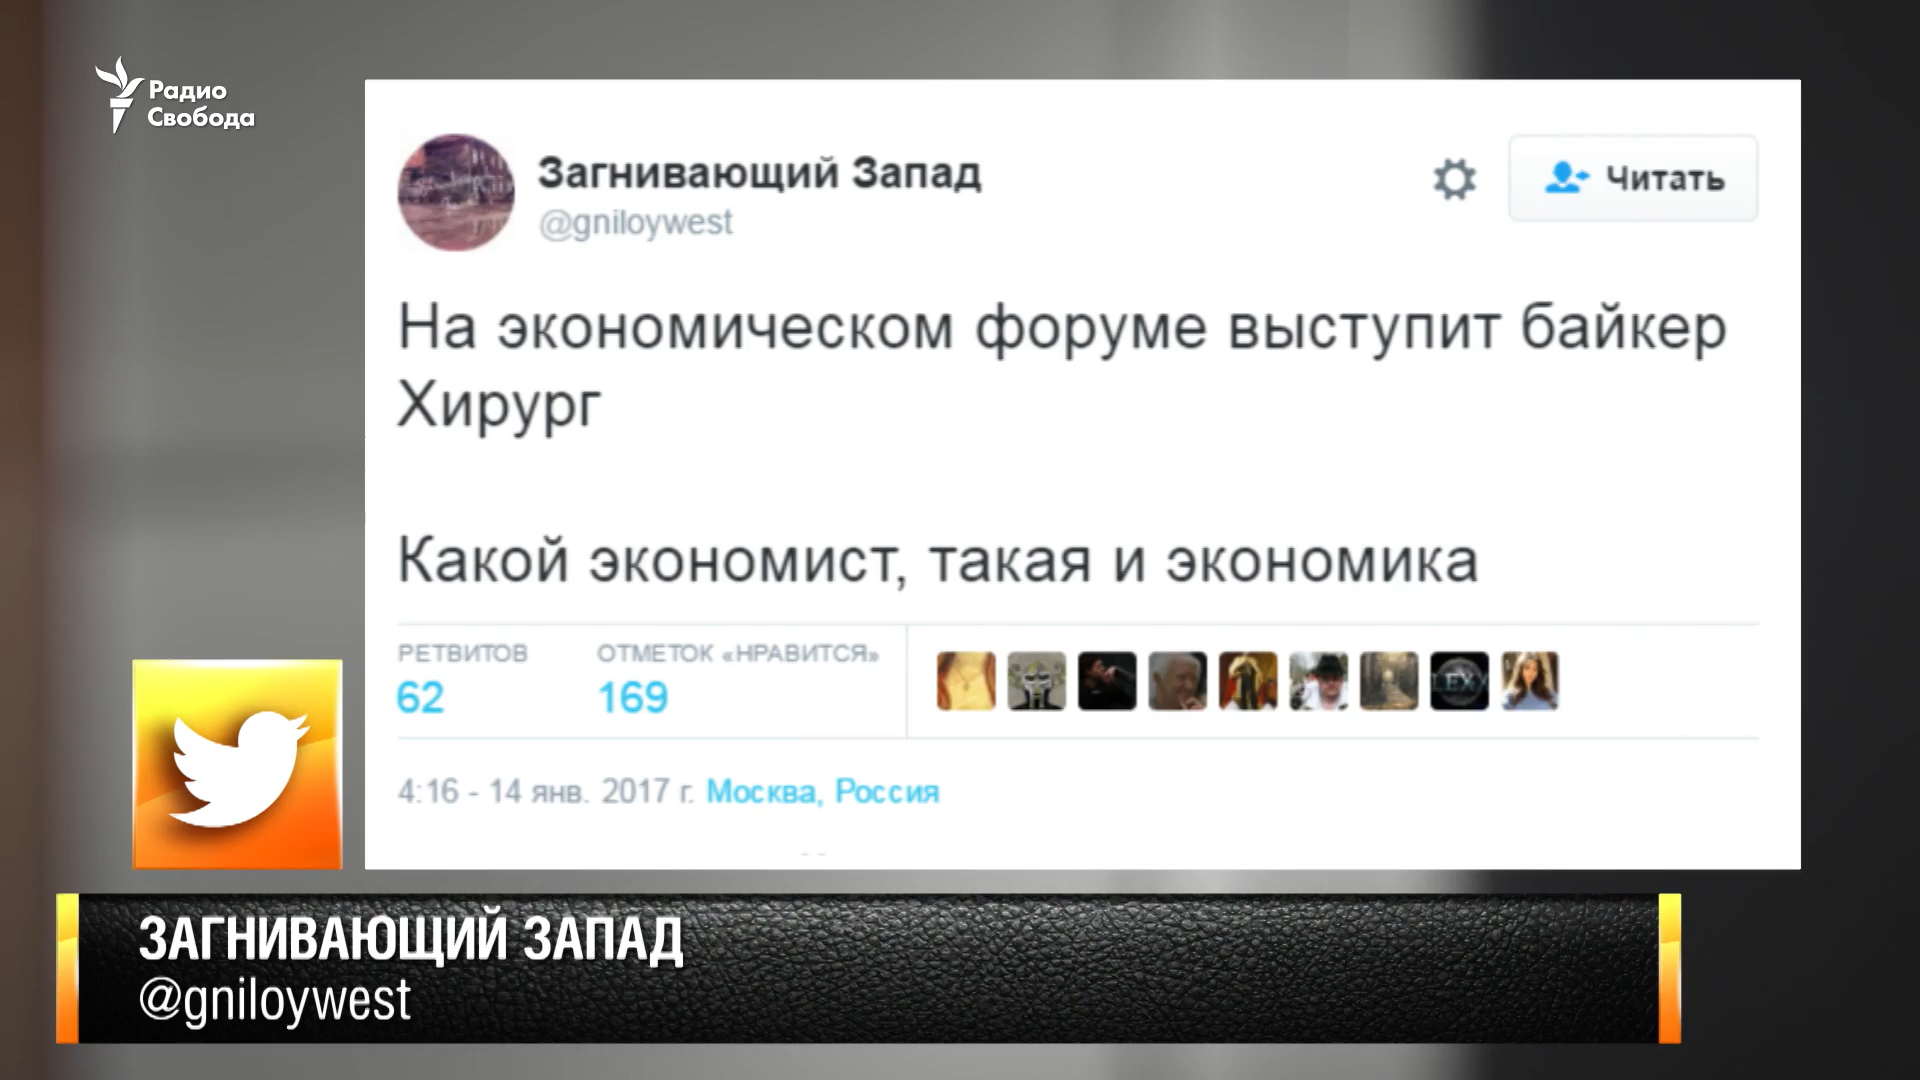 Радио
Свобода
Загнивающий Запад
@gniloywest
Читать
На экономическом форуме выступит байкер
Хирург
Какой экономист, такая и экономика
РЕТВИТОВ
62
ОТМЕТОК «НРАВИТСЯ»
169
LEXY
4:16 - 14 янв. 2017 г. Москва, Россия
ЗАГНИВАЮЩИЙ ЗАПАД
@gniloywest